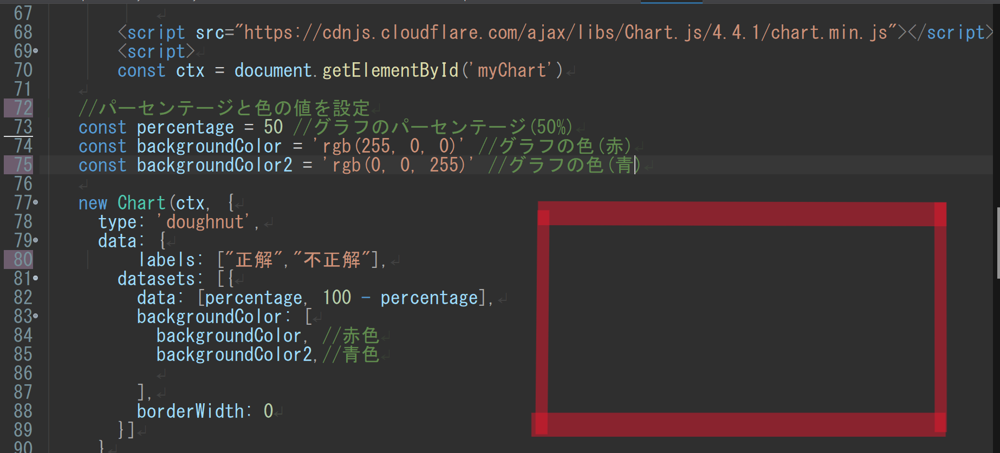 67
68 <script src="https://cdnjs.cloudflare.com/ajax/libs/Chart.js/4.4.1/chart.min.js"></script>
69 <script>
70 const ctx = document.getElementById('myChart')
71
72 //パーセンテージと色の値を設定
73 const percentage = 50 //グラフのパーセンテージ(50%)
74 const backgroundColor = 'rgb(255, 0, 0)' //グラフの色(赤)
75 const backgroundColor2 = 'rgb(0, 0, 255)' //グラフの色(青)
76
77 new Chart(ctx, {
78 type: 'doughnut',
79 data: {
80 labels: ["正解","不正解"],
81 datasets: [{
82 data: [percentage, 100 - percentage],
83 backgroundColor: [
84 backgroundColor, //赤色
85 backgroundColor2,//青色
86
87 ],
88 borderWidth: 0
89 }]
90 }